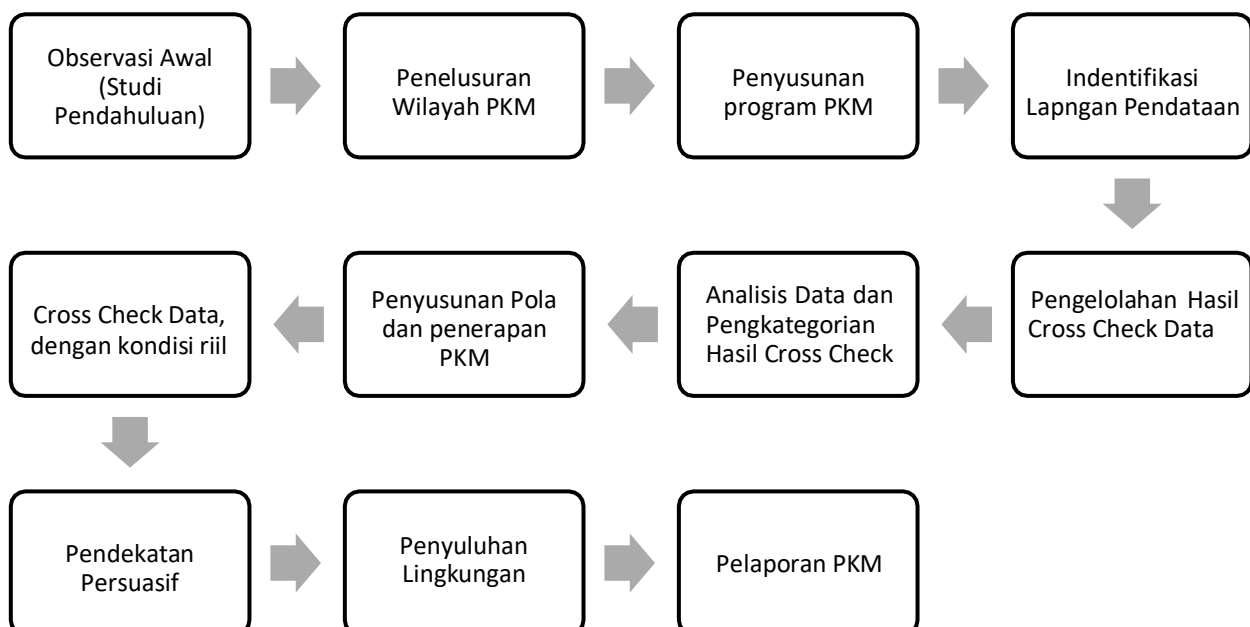 Observasi Awal
(Studi
Pendahuluan)
Penelusuran
Wilayah PKM
Penyusunan
program PKM
Indentifikasi
Lapngan Pendataan
Pengelolahan Hasil
Cross Check Data
Analisis Data dan
Pengkategorian
Hasil Cross Check
Penyusunan Pola
dan penerapan
PKM
Cross Check Data,
dengan kondisi riil
Pendekatan
Persuasif
Penyuluhan
Lingkungan
Pelaporan PKM